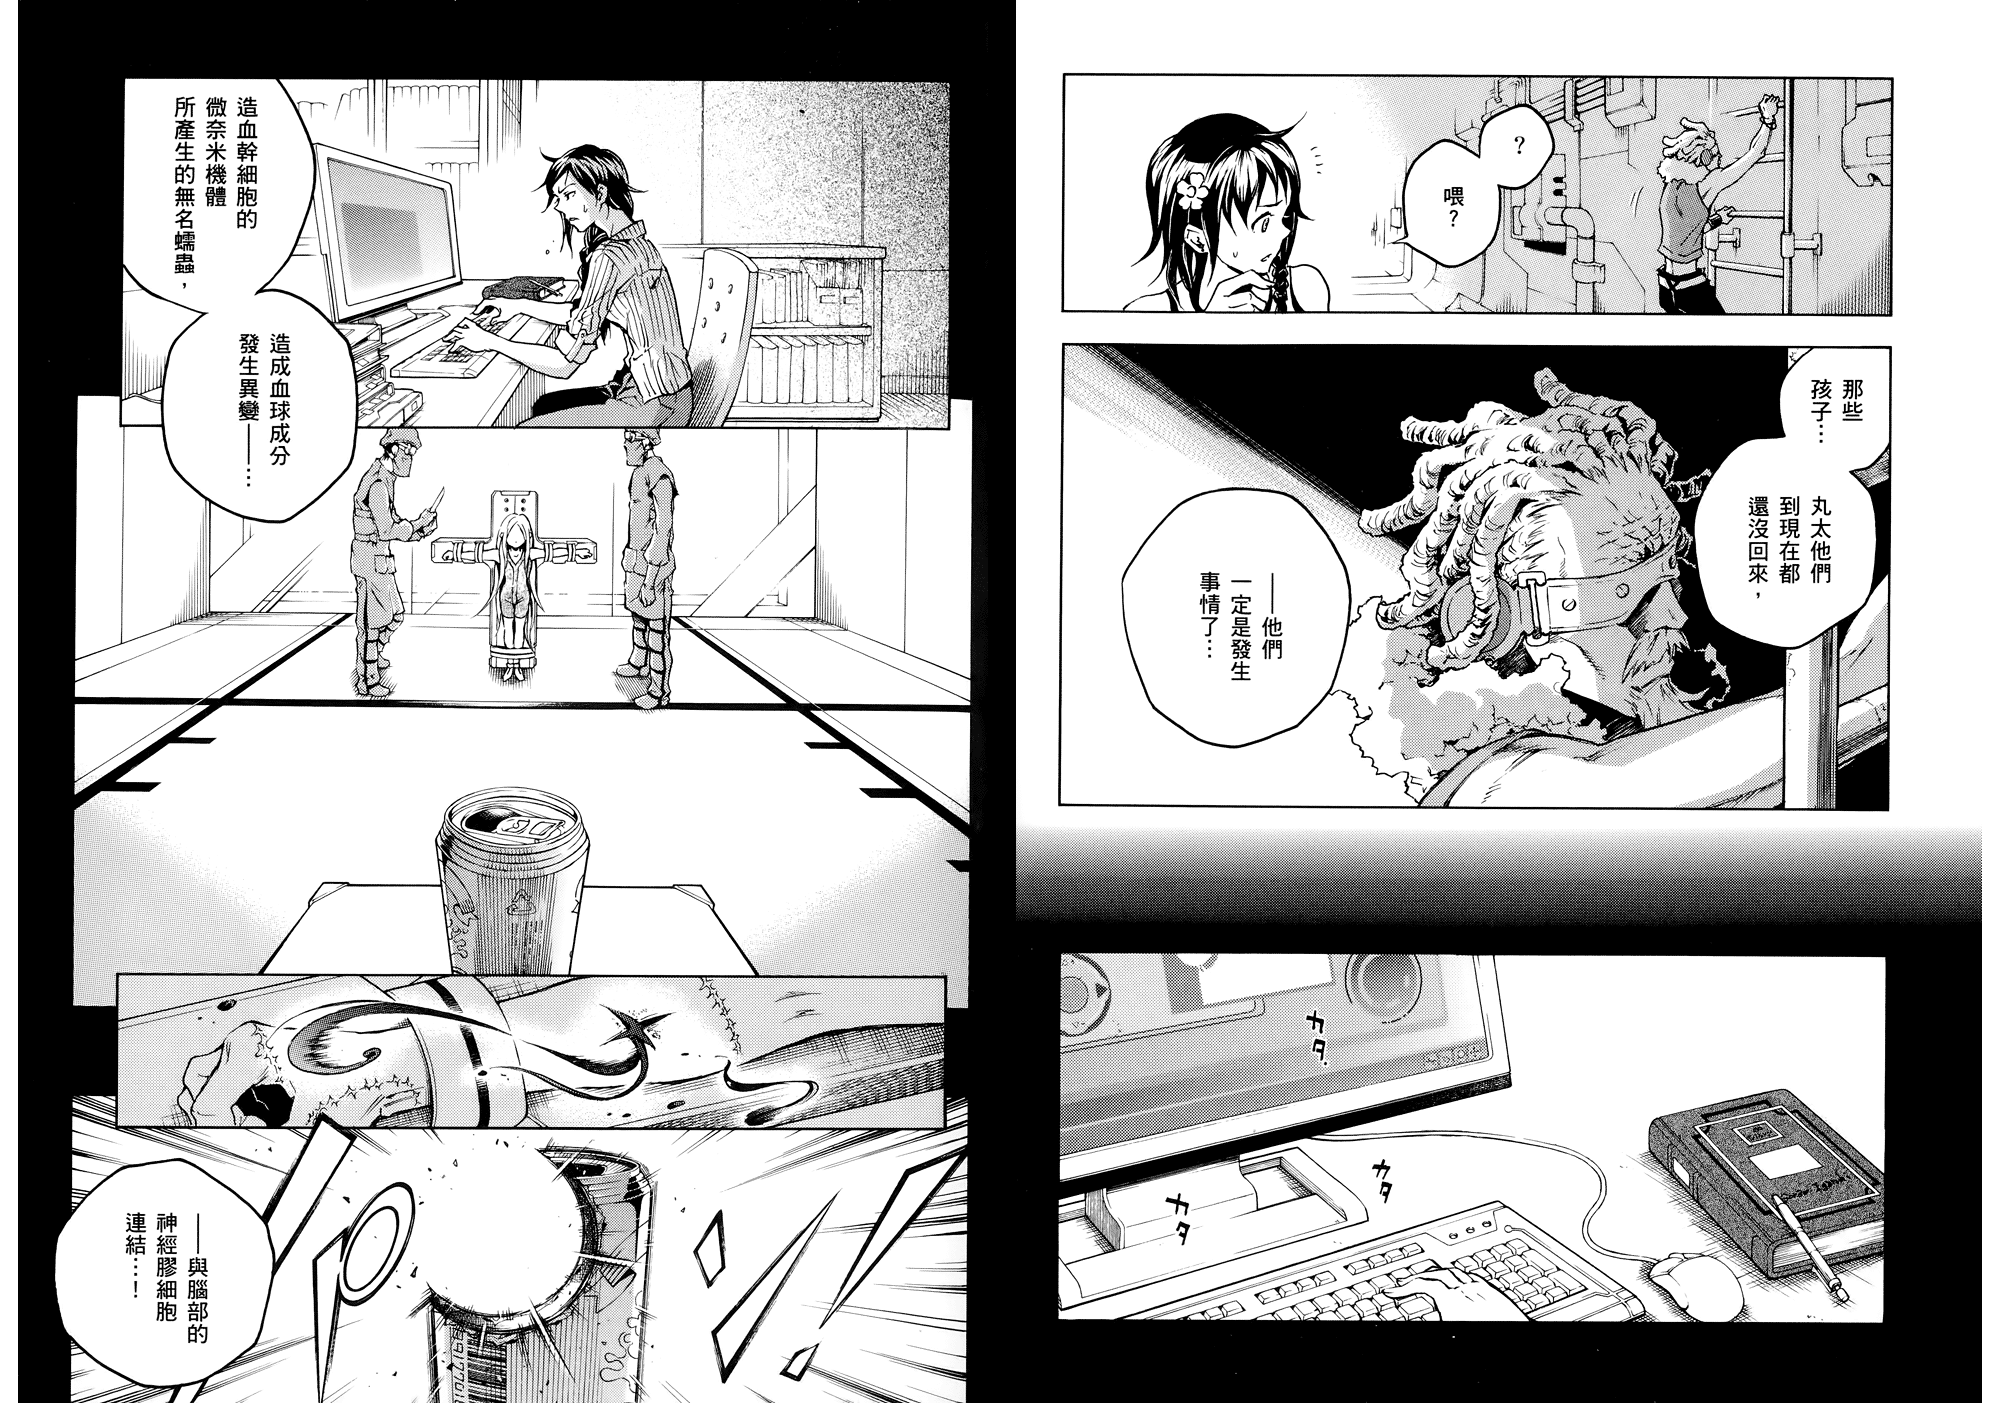 ?
喂?
那些
孩子…
丸太他們
到現在都
還沒回來，
——他們
一定是發生
事情了…
カタ
カタ
カタ
造血幹細胞的
微奈米機體
所產生的無名蠕蟲，
造成血球成分
發生異變——…
——與腦部的
神經膠細胞
連結…!